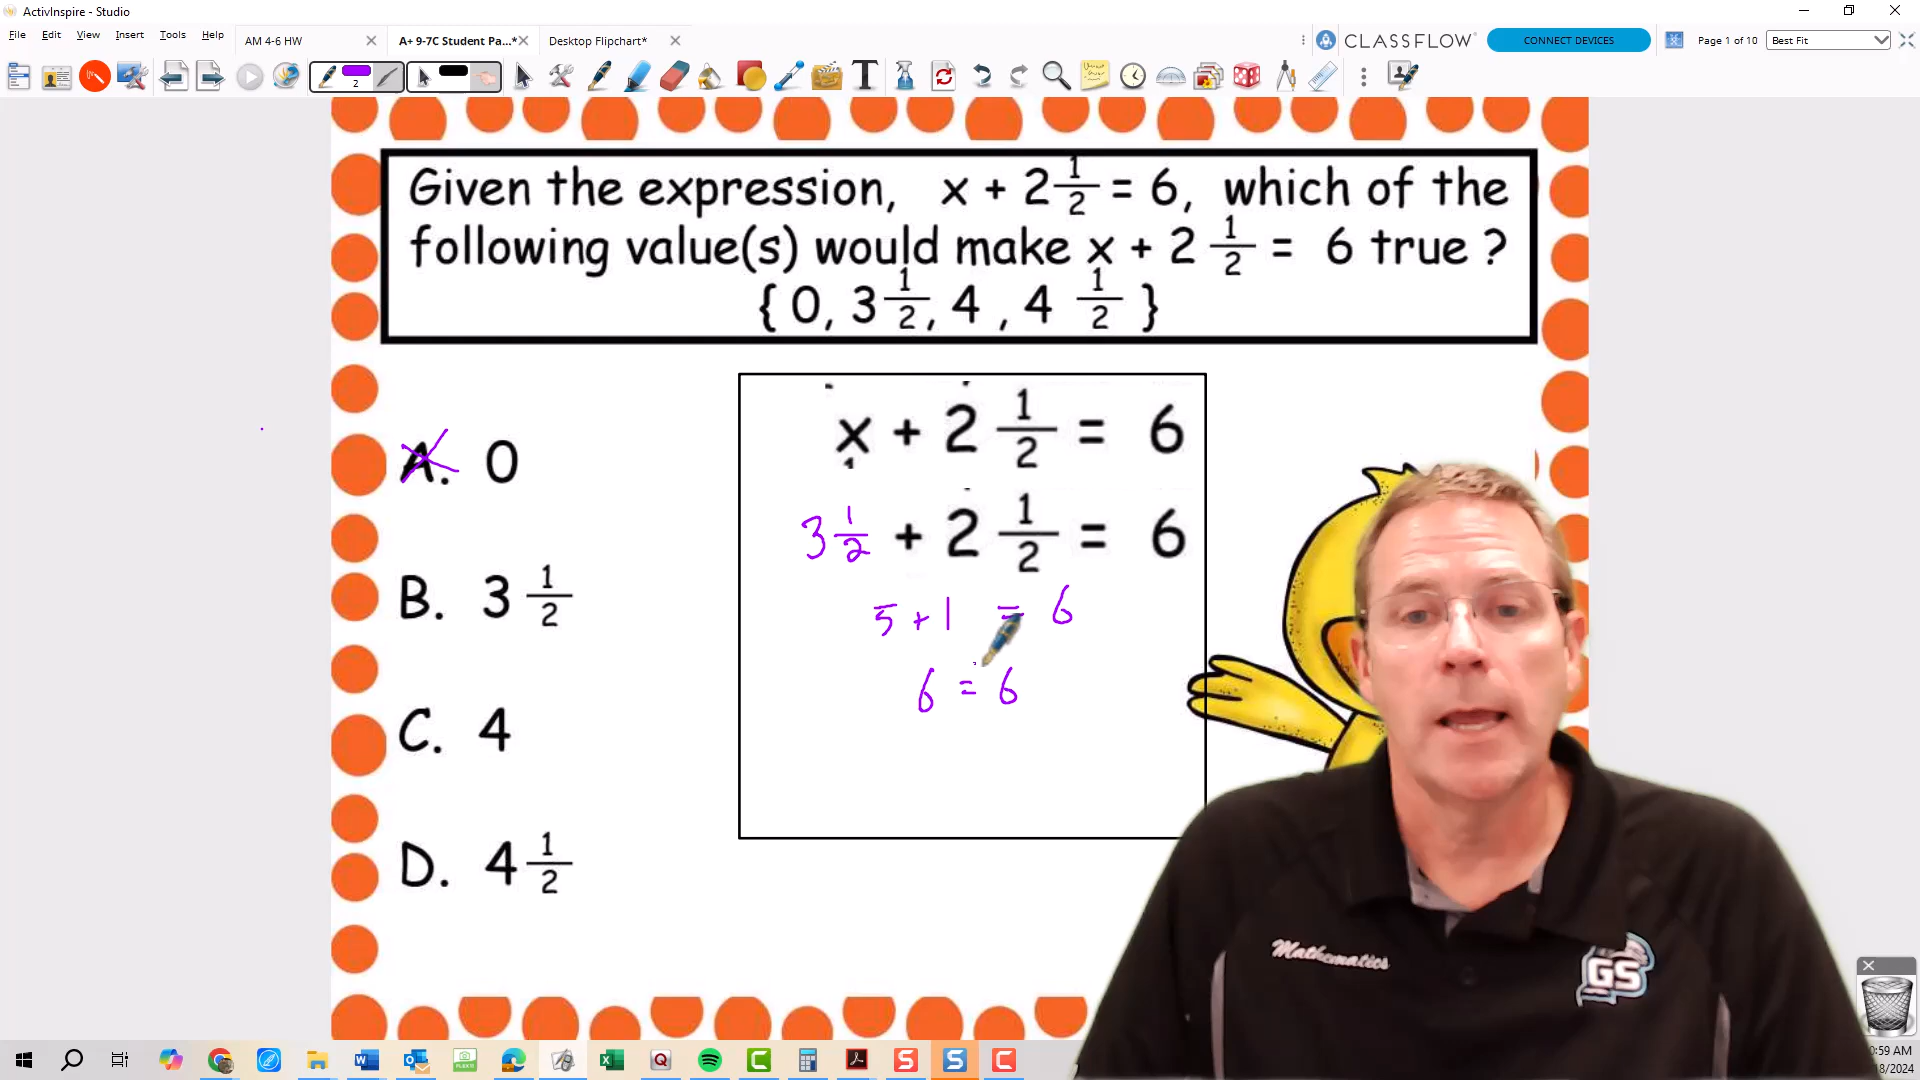 ActivInspire - Studio
File Edit View Insert Tools Help
AM 4-6 HW
A+ 9-7C Student Pa...*
Desktop Flipchart*
CLASSFLOW
CONNECT DEVICES
Page 1 of 10
Best Fit
2
Given the expression, x + 2 1/2 = 6, which of the
following value(s) would make x + 2 1/2 = 6 true ?
{ 0, 3 1/2, 4 , 4 1/2 }
x + 2 1/2 = 6
A. 0
3 1/2 + 2 1/2 = 6
B. 3 1/2
5 + 1 = 6
6 = 6
C. 4
D. 4 1/2
Mathematics
GS
:59 AM
8/2024